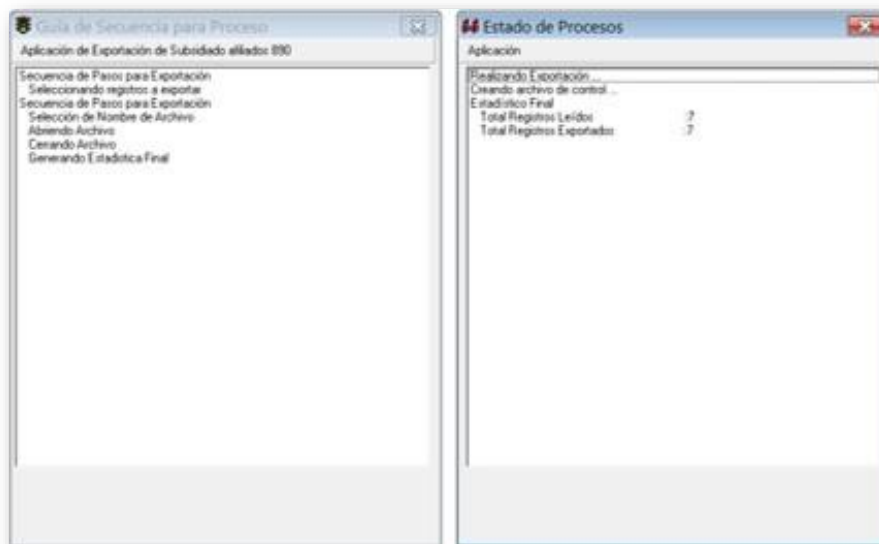 Guía de Secuencia para Proceso
Aplicación de Exportación de Subsidiado afiliados 890
Secuencia de Pasos para Exportación
Seleccionando registros a exportar
Secuencia de Pasos para Exportación
Selección de Nombre de Archivo
Abriendo Archivo
Cerrando Archivo
Generando Estadistica Final
Estado de Procesos
Aplicación
Realizando Exportación ...
Creando archivo de control ...
Estadístico Final
Total Registros Leídos :7
Total Registros Exportados :7